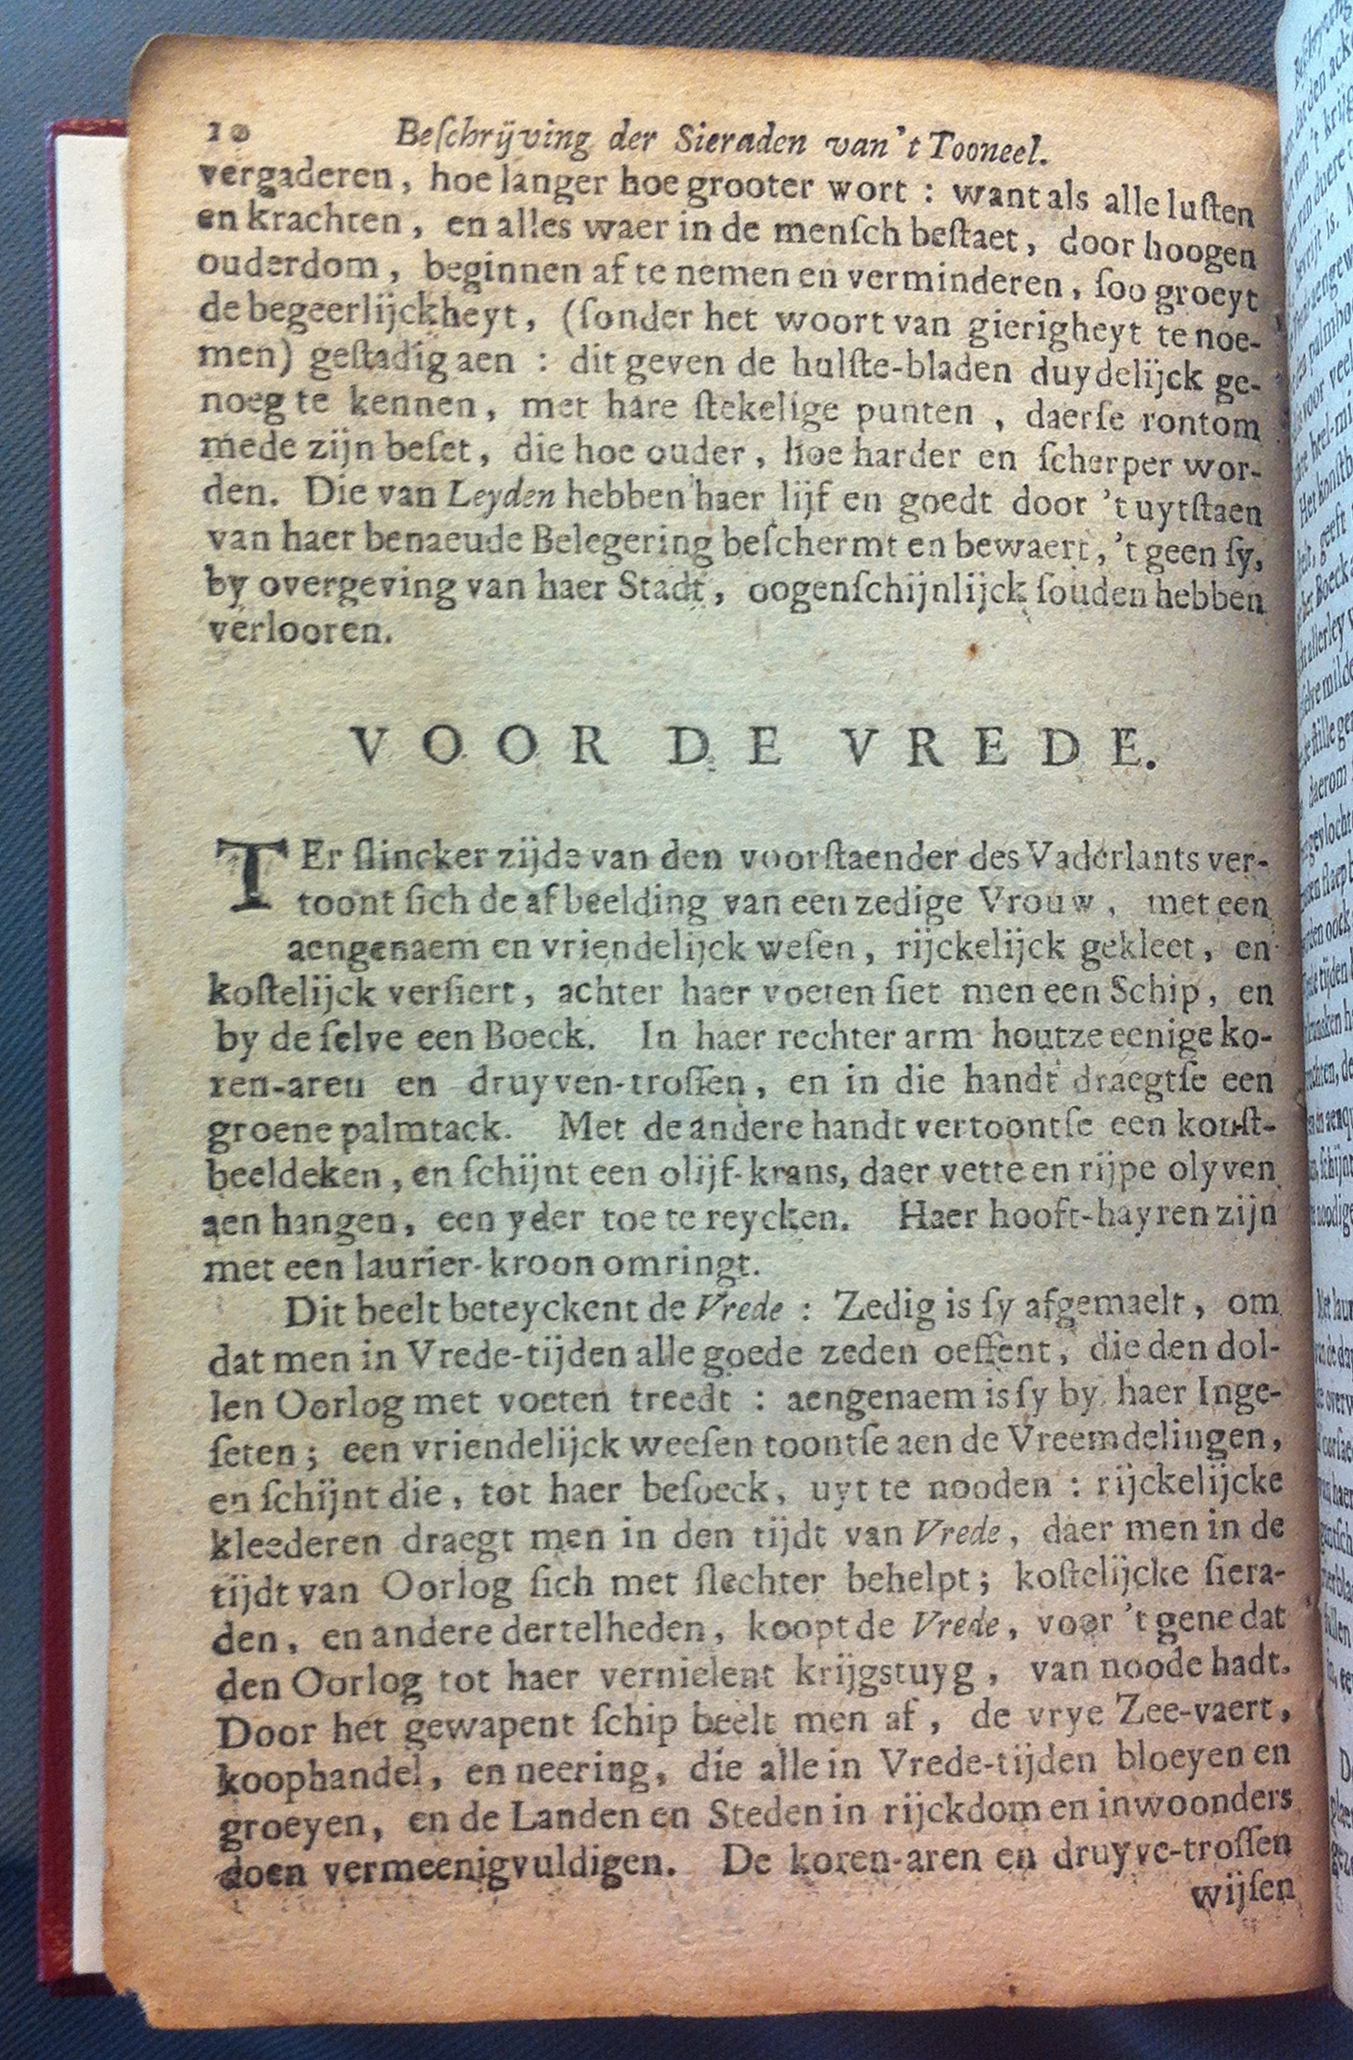 10 Beſchrijving der Sieraden van 't Tooneel.
vergaderen, hoe langer hoe grooter wort : want als alle luſten
en krachten, en alles waer in de menſch beſtaet, door hoogen
ouderdom, beginnen af te nemen en verminderen, ſoo groeyt
de begeerlijckheyt, (ſonder het woort van gierigheyt te noe-
men) geſtadig aen : dit geven de hulſte-bladen duydelijck ge-
noeg te kennen, met hare ſtekelige punten, daerſe rontom
mede zijn beſet, die hoe ouder, hoe harder en ſcherper wor-
den. Die van Leyden hebben haer lijf en goedt door 't uytſtaen
van haer benaeude Belegering beſchermt en bewaert, 't geen ſy,
by overgeving van haer Stadt, oogenſchijnlijck ſouden hebben
verlooren.
VOOR DE VREDE.
TEr ſlincker zijde van den voorſtaender des Vaderlants ver-
toont ſich de afbeelding van een zedige Vrouw, met een
aengenaem en vriendelijck weſen, rijckelijck gekleet, en
koſtelijck verſiert, achter haer voeten ſiet men een Schip, en
by de ſelve een Boeck. In haer rechter arm houtze eenige ko-
ren-aren en druyven-troſſen, en in die handt draegtſe een
groene palmtack. Met de andere handt vertoontſe een konſt-
beeldeken, en ſchijnt een olijf-krans, daer vette en rijpe olyven
aen hangen, een yder toe te reycken. Haer hooft-hayren zijn
met een laurier-kroon omringt.
Dit beelt beteyckent de Vrede : Zedig is ſy afgemaelt, om
dat men in Vrede-tijden alle goede zeden oeffent, die den dol-
len Oorlog met voeten treedt : aengenaem is ſy by haer Inge-
ſeten ; een vriendelijck weeſen toontſe aen de Vreemdelingen,
en ſchijnt die, tot haer beſoeck, uyt te nooden : rijckelijcke
kleederen draegt men in den tijdt van Vrede, daer men in de
tijdt van Oorlog ſich met ſlechter behelpt ; koſtelijcke ſiera-
den, en andere dertelheden, koopt de Vrede, voor 't gene dat
den Oorlog tot haer vernielent krijgstuyg, van noode hadt.
Door het gewapent ſchip beelt men af, de vrye Zee-vaert,
koophandel, en neering, die alle in Vrede-tijden bloeyen en
groeyen, en de Landen en Steden in rijckdom en inwoonders
doen vermeenigvuldigen. De koren-aren en druyve-troſſen
wijſen